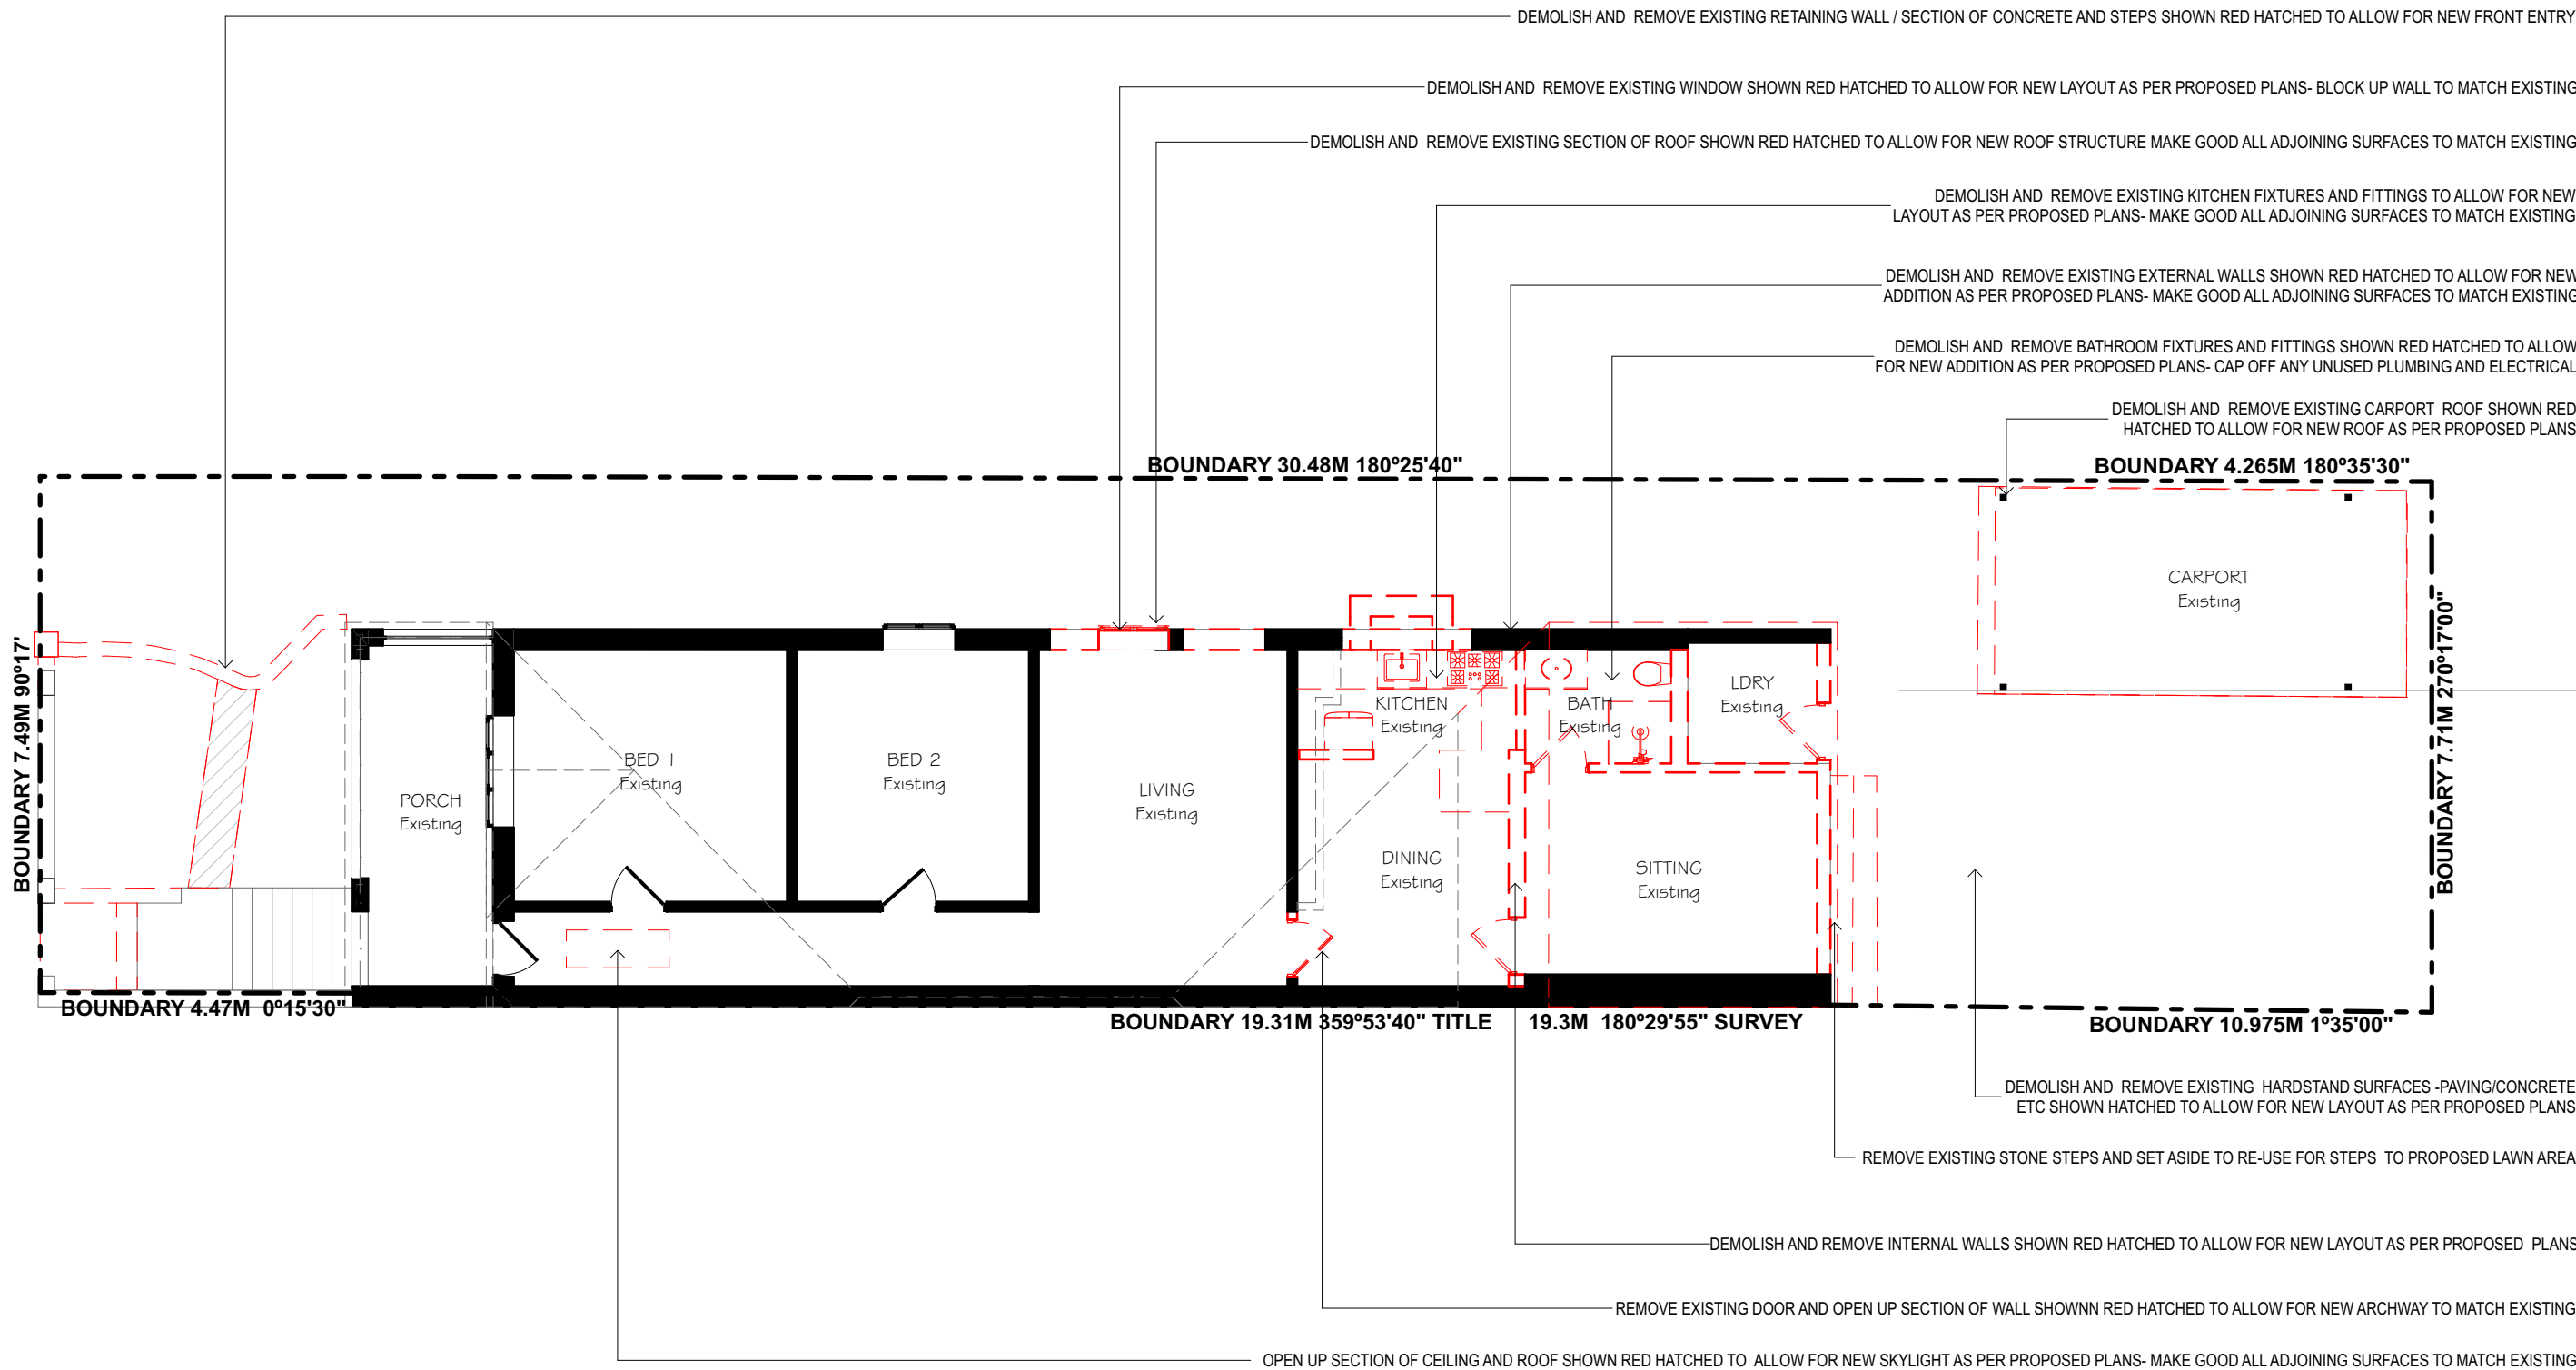 DEMOLISH AND REMOVE EXISTING RETAINING WALL / SECTION OF CONCRETE AND STEPS SHOWN RED HATCHED TO ALLOW FOR NEW FRONT ENTRY
DEMOLISH AND REMOVE EXISTING WINDOW SHOWN RED HATCHED TO ALLOW FOR NEW LAYOUT AS PER PROPOSED PLANS- BLOCK UP WALL TO MATCH EXISTING
DEMOLISH AND REMOVE EXISTING SECTION OF ROOF SHOWN RED HATCHED TO ALLOW FOR NEW ROOF STRUCTURE MAKE GOOD ALL ADJOINING SURFACES TO MATCH EXISTING
DEMOLISH AND REMOVE EXISTING KITCHEN FIXTURES AND FITTINGS TO ALLOW FOR NEW
LAYOUT AS PER PROPOSED PLANS- MAKE GOOD ALL ADJOINING SURFACES TO MATCH EXISTING
DEMOLISH AND REMOVE EXISTING EXTERNAL WALLS SHOWN RED HATCHED TO ALLOW FOR NEW
ADDITION AS PER PROPOSED PLANS- MAKE GOOD ALL ADJOINING SURFACES TO MATCH EXISTING
DEMOLISH AND REMOVE BATHROOM FIXTURES AND FITTINGS SHOWN RED HATCHED TO ALLOW
FOR NEW ADDITION AS PER PROPOSED PLANS- CAP OFF ANY UNUSED PLUMBING AND ELECTRICAL
DEMOLISH AND REMOVE EXISTING CARPORT ROOF SHOWN RED
HATCHED TO ALLOW FOR NEW ROOF AS PER PROPOSED PLANS
BOUNDARY 30.48M 180°25'40"
BOUNDARY 4.265M 180°35'30"
BOUNDARY 7.49M 90°17'
PORCH
Existing
BED 1
Existing
BED 2
Existing
LIVING
Existing
KITCHEN
Existing
DINING
Existing
BATH
Existing
LDRY
Existing
SITTING
Existing
CARPORT
Existing
BOUNDARY 7.71M 270°17'00"
BOUNDARY 4.47M 0°15'30"
BOUNDARY 19.31M 359°53'40" TITLE
19.3M 180°29'55" SURVEY
BOUNDARY 10.975M 1°35'00"
DEMOLISH AND REMOVE EXISTING HARDSTAND SURFACES -PAVING/CONCRETE
ETC SHOWN HATCHED TO ALLOW FOR NEW LAYOUT AS PER PROPOSED PLANS
REMOVE EXISTING STONE STEPS AND SET ASIDE TO RE-USE FOR STEPS TO PROPOSED LAWN AREA
DEMOLISH AND REMOVE INTERNAL WALLS SHOWN RED HATCHED TO ALLOW FOR NEW LAYOUT AS PER PROPOSED PLANS
REMOVE EXISTING DOOR AND OPEN UP SECTION OF WALL SHOWNN RED HATCHED TO ALLOW FOR NEW ARCHWAY TO MATCH EXISTING
OPEN UP SECTION OF CEILING AND ROOF SHOWN RED HATCHED TO ALLOW FOR NEW SKYLIGHT AS PER PROPOSED PLANS- MAKE GOOD ALL ADJOINING SURFACES TO MATCH EXISTING